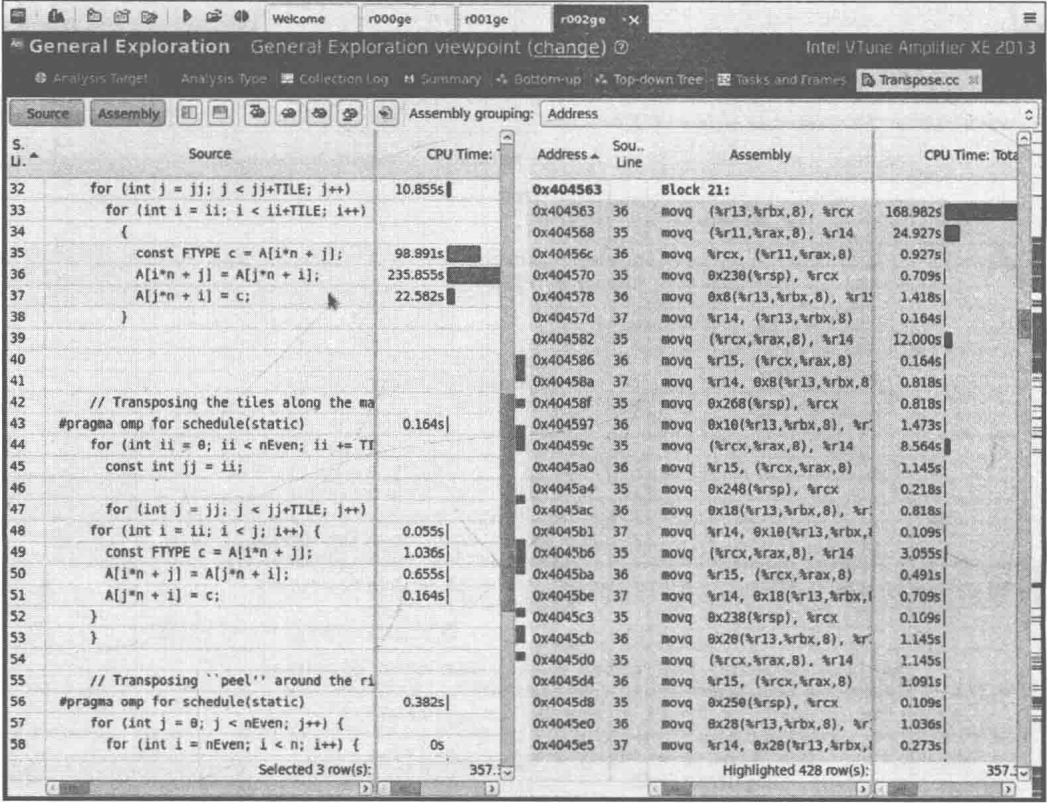 Welcome r000ge r001ge r002ge
General Exploration General Exploration viewpoint (change) Intel VTune Amplifier XE 2013
Analysis Target Analysis Type Collection Log Summary Bottom-up Top-down Tree Tasks and Frames Transpose.cc
Source Assembly Assembly grouping: Address
S. Li. Source CPU Time: T
32 for (int j = jj; j < jj+TILE; j++) 10.855s
33 for (int i = ii; i < ii+TILE; i++)
34 {
35 const FTYPE c = A[i*n + j]; 98.891s
36 A[i*n + j] = A[j*n + i]; 235.855s
37 A[j*n + i] = c; 22.582s
38 }
39
40
41
42 // Transposing the tiles along the ma
43 #pragma omp for schedule(static) 0.164s
44 for (int ii = 0; ii < nEven; ii += TI
45 const int jj = ii;
46
47 for (int j = jj; j < jj+TILE; j++)
48 for (int i = ii; i < j; i++) { 0.055s
49 const FTYPE c = A[i*n + j]; 1.036s
50 A[i*n + j] = A[j*n + i]; 0.655s
51 A[j*n + i] = c; 0.164s
52 }
53 }
54
55 // Transposing ``peel'' around the ri
56 #pragma omp for schedule(static) 0.382s
57 for (int j = 0; j < nEven; j++) {
58 for (int i = nEven; i < n; i++) { 0s
Selected 3 row(s): 357.
Address Sou.. Line Assembly CPU Time: Tota
0x404563 Block 21:
0x404563 36 movq (%r13,%rbx,8), %rcx 168.982s
0x404568 35 movq (%r11,%rax,8), %r14 24.927s
0x40456c 36 movq %rcx, (%r11,%rax,8) 0.927s
0x404570 35 movq 0x230(%rsp), %rcx 0.709s
0x404578 36 movq 0x8(%r13,%rbx,8), %r15 1.418s
0x40457d 37 movq %r14, (%r13,%rbx,8) 0.164s
0x404582 35 movq (%rcx,%rax,8), %r14 12.000s
0x404586 36 movq %r15, (%rcx,%rax,8) 0.164s
0x40458a 37 movq %r14, 0x8(%r13,%rbx,8 0.818s
0x40458f 35 movq 0x268(%rsp), %rcx 0.818s
0x404597 36 movq 0x10(%r13,%rbx,8), %r 1.473s
0x40459c 35 movq (%rcx,%rax,8), %r14 8.564s
0x4045a0 36 movq %r15, (%rcx,%rax,8) 1.145s
0x4045a4 35 movq 0x248(%rsp), %rcx 0.218s
0x4045ac 36 movq 0x18(%r13,%rbx,8), %r 0.818s
0x4045b1 37 movq %r14, 0x10(%r13,%rbx, 0.109s
0x4045b6 35 movq (%rcx,%rax,8), %r14 3.055s
0x4045ba 36 movq %r15, (%rcx,%rax,8) 0.491s
0x4045be 37 movq %r14, 0x18(%r13,%rbx, 0.709s
0x4045c3 35 movq 0x238(%rsp), %rcx 0.109s
0x4045cb 36 movq 0x20(%r13,%rbx,8), %r 1.145s
0x4045d0 35 movq (%rcx,%rax,8), %r14 1.145s
0x4045d4 36 movq %r15, (%rcx,%rax,8) 1.091s
0x4045d8 35 movq 0x250(%rsp), %rcx 0.109s
0x4045e0 36 movq 0x28(%r13,%rbx,8), %r 1.036s
0x4045e5 37 movq %r14, 0x20(%r13,%rbx, 0.273s
Highlighted 428 row(s): 357.